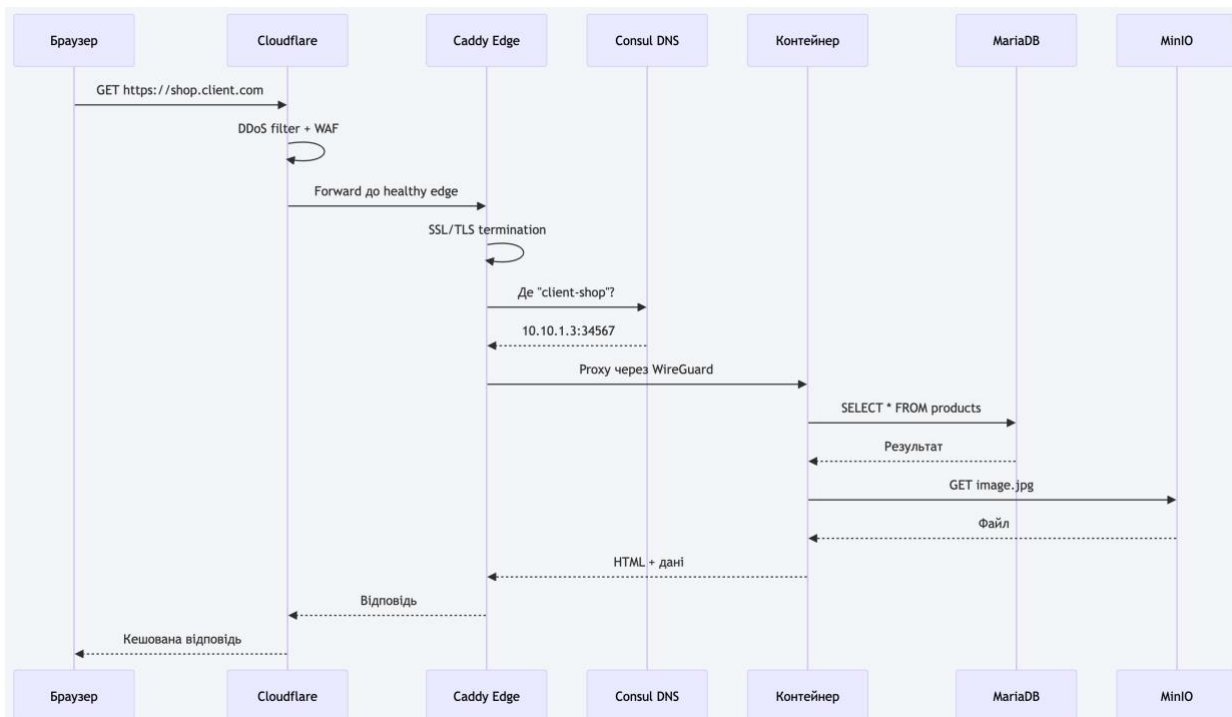 Браузер
Cloudflare
Caddy Edge
Consul DNS
Контейнер
MariaDB
MinIO
GET https://shop.client.com
DDoS filter + WAF
Forward до healthy edge
SSL/TLS termination
Де "client-shop"?
10.10.1.3:34567
Proxy через WireGuard
SELECT * FROM products
Результат
GET image.jpg
Файл
HTML + дані
Відповідь
Кешована відповідь
Браузер
Cloudflare
Caddy Edge
Consul DNS
Контейнер
MariaDB
MinIO